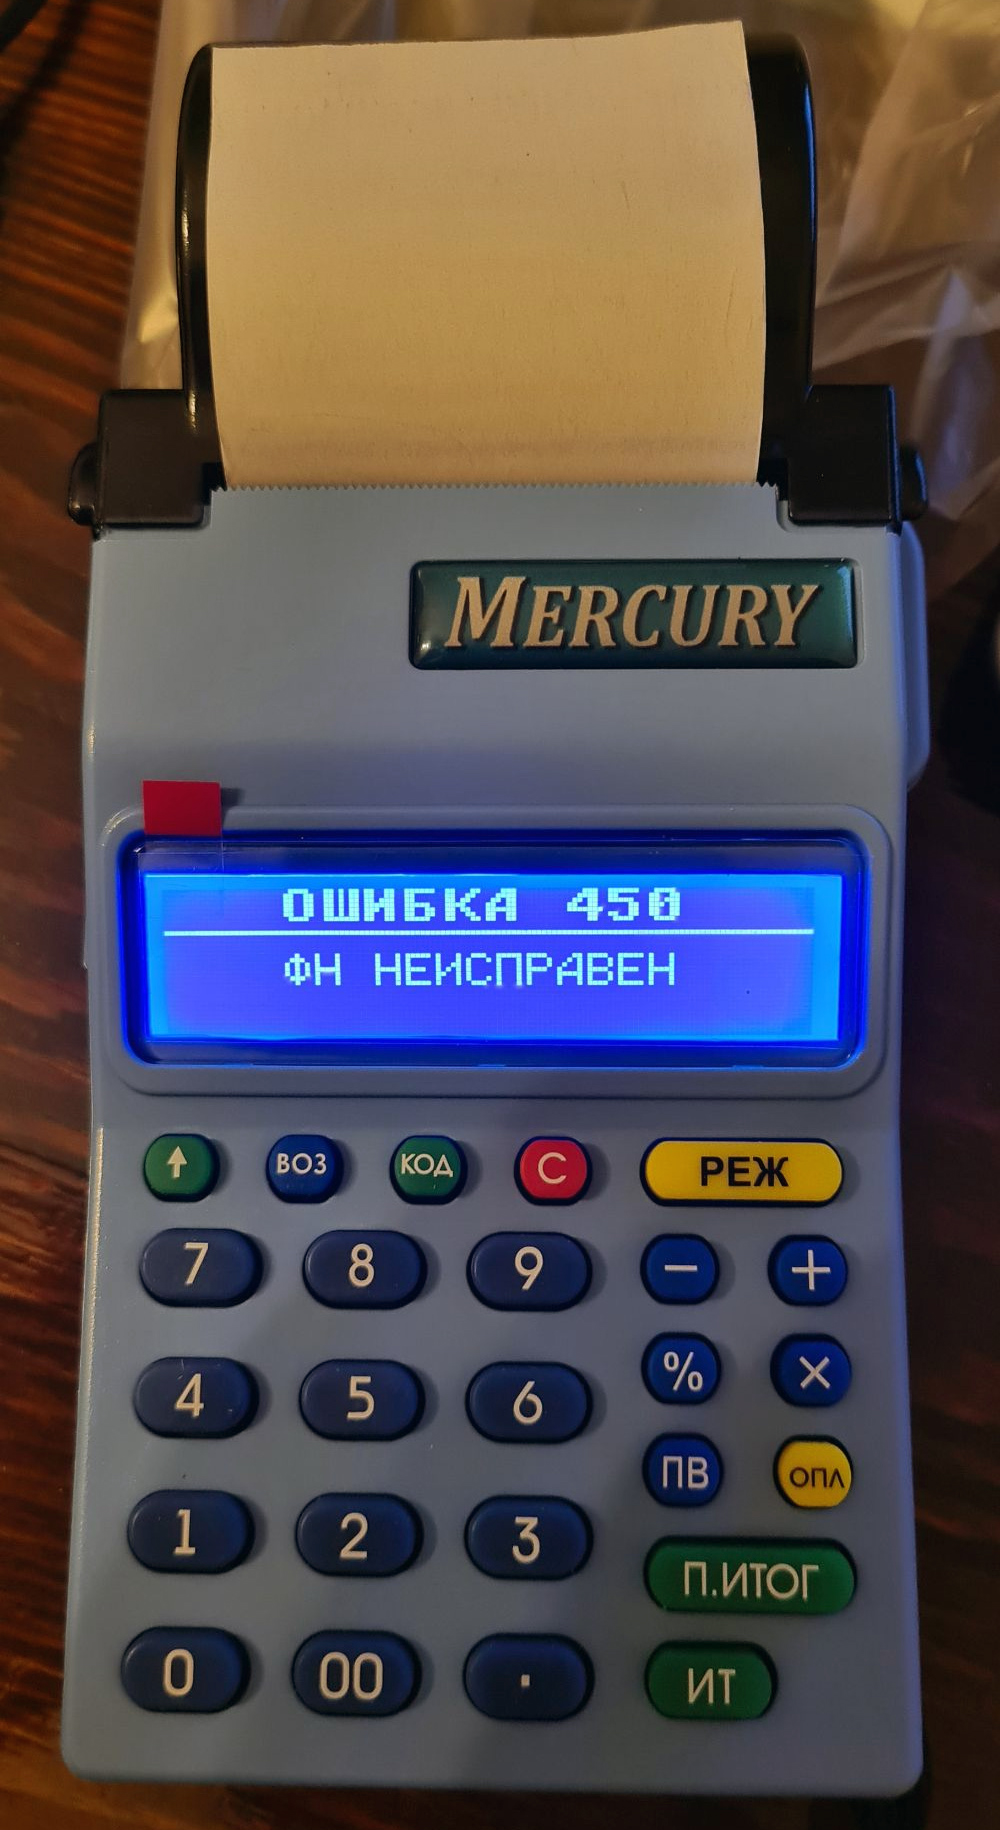 MERCURY
ОШИБКА 450
ФН НЕИСПРАВЕН
↑ ВОЗ КОД С РЕЖ
7 8 9 − +
4 5 6 % ×
ПВ ОПЛ
1 2 3 П.ИТОГ
0 00 . ИТ